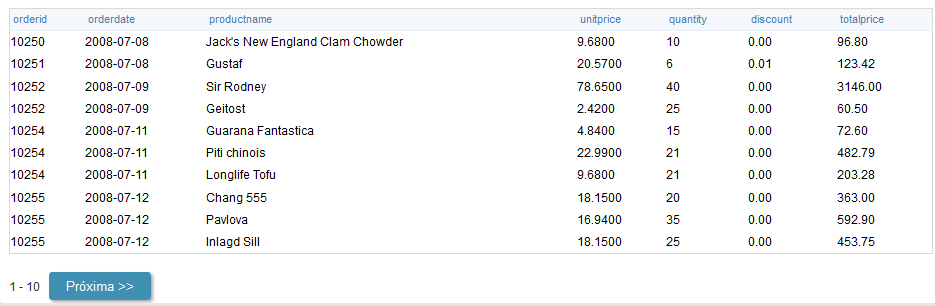 orderid orderdate productname unitprice quantity discount totalprice
10250 2008-07-08 Jack's New England Clam Chowder 9.6800 10 0.00 96.80
10251 2008-07-08 Gustaf 20.5700 6 0.01 123.42
10252 2008-07-09 Sir Rodney 78.6500 40 0.00 3146.00
10252 2008-07-09 Geitost 2.4200 25 0.00 60.50
10254 2008-07-11 Guarana Fantastica 4.8400 15 0.00 72.60
10254 2008-07-11 Piti chinois 22.9900 21 0.00 482.79
10254 2008-07-11 Longlife Tofu 9.6800 21 0.00 203.28
10255 2008-07-12 Chang 555 18.1500 20 0.00 363.00
10255 2008-07-12 Pavlova 16.9400 35 0.00 592.90
10255 2008-07-12 Inlagd Sill 18.1500 25 0.00 453.75
1 - 10 Próxima >>